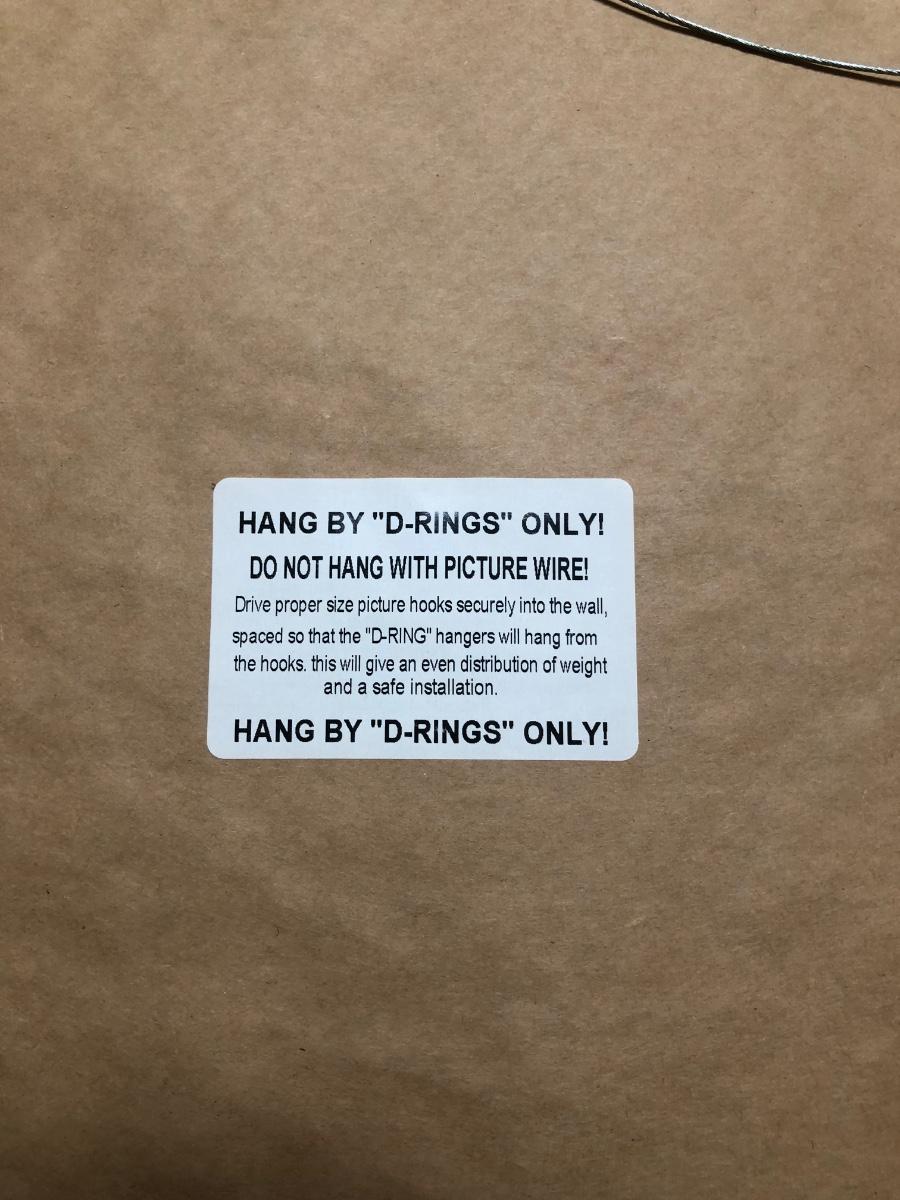 HANG BY "D-RINGS" ONLY!
DO NOT HANG WITH PICTURE WIRE!
Drive proper size picture hooks securely into the wall,
spaced so that the "D-RING" hangers will hang from
the hooks. this will give an even distribution of weight
and a safe installation.
HANG BY "D-RINGS" ONLY!